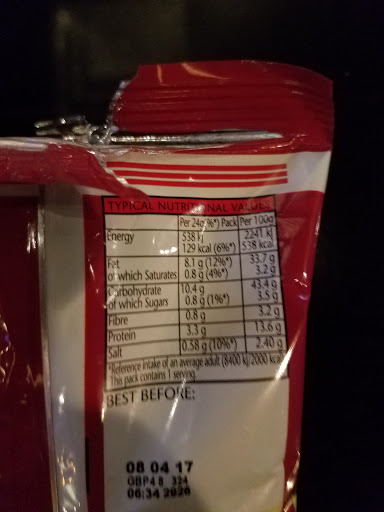 TYPICAL NUTRITIONAL VALUES
Per 24g (%*) Pack Per 100g
Energy 538 kJ 2241 kJ
129 kcal (6%*) 538 kcal
Fat 8.1 g (12%*) 33.7 g
of which Saturates 0.8 g (4%*) 3.2 g
Carbohydrate 10.4 g 43.4 g
of which Sugars 0.8 g (1%*) 3.5 g
Fibre 0.8 g 3.2 g
Protein 3.3 g 13.6 g
Salt 0.58 g (10%*) 2.40 g
*Reference intake of an average adult (8400 kJ/2000 kcal)
This pack contains 1 serving
BEST BEFORE:
08 04 17
GBP48 324
06:34 2020